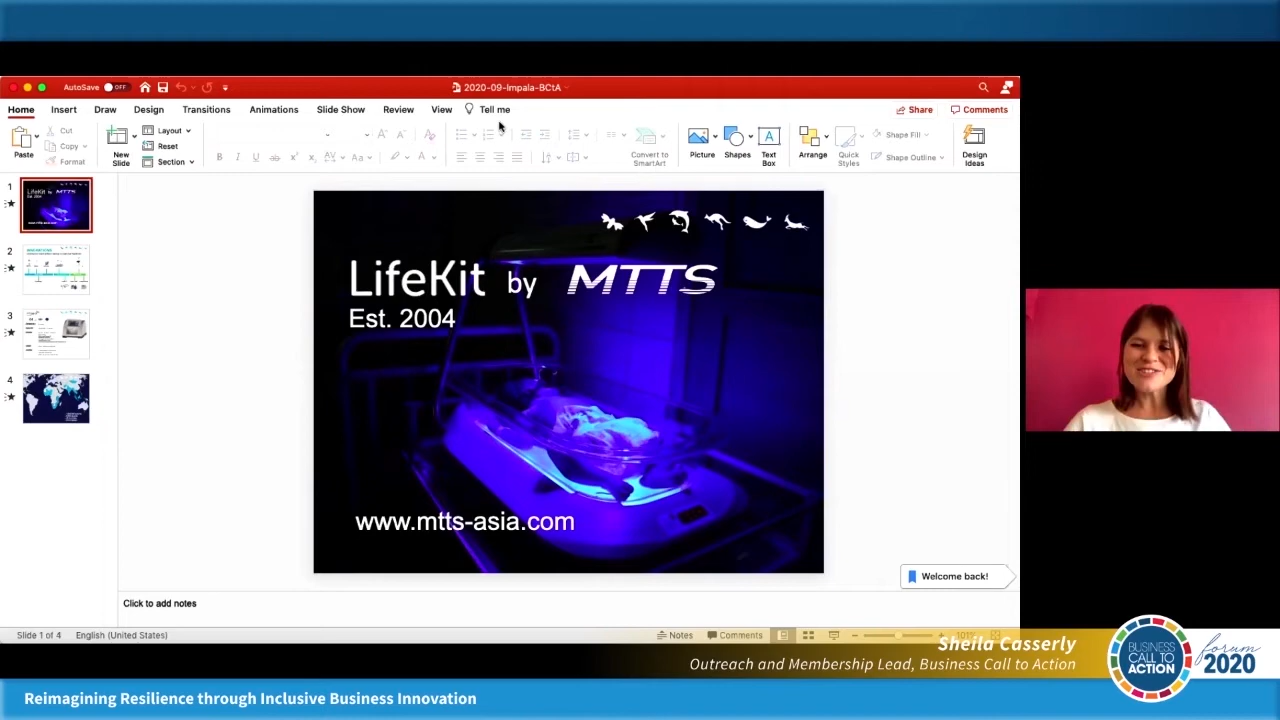 AutoSave OFF
2020-09-Impala-BCtA
Home Insert Draw Design Transitions Animations Slide Show Review View Tell me Share Comments
Paste
Cut
Copy
Format
New Slide
Layout
Reset
Section
Convert to SmartArt
Picture
Shapes
Text Box
Arrange
Quick Styles
Shape Fill
Shape Outline
Design Ideas
1
2
3
4
LifeKit by MTTS
Est. 2004
www.mtts-asia.com
Welcome back!
Click to add notes
Slide 1 of 4 English (United States) Notes Comments
Sheila Casserly
Outreach and Membership Lead, Business Call to Action
BUSINESS
CALL TO
ACTION
forum
2020
Reimagining Resilience through Inclusive Business Innovation